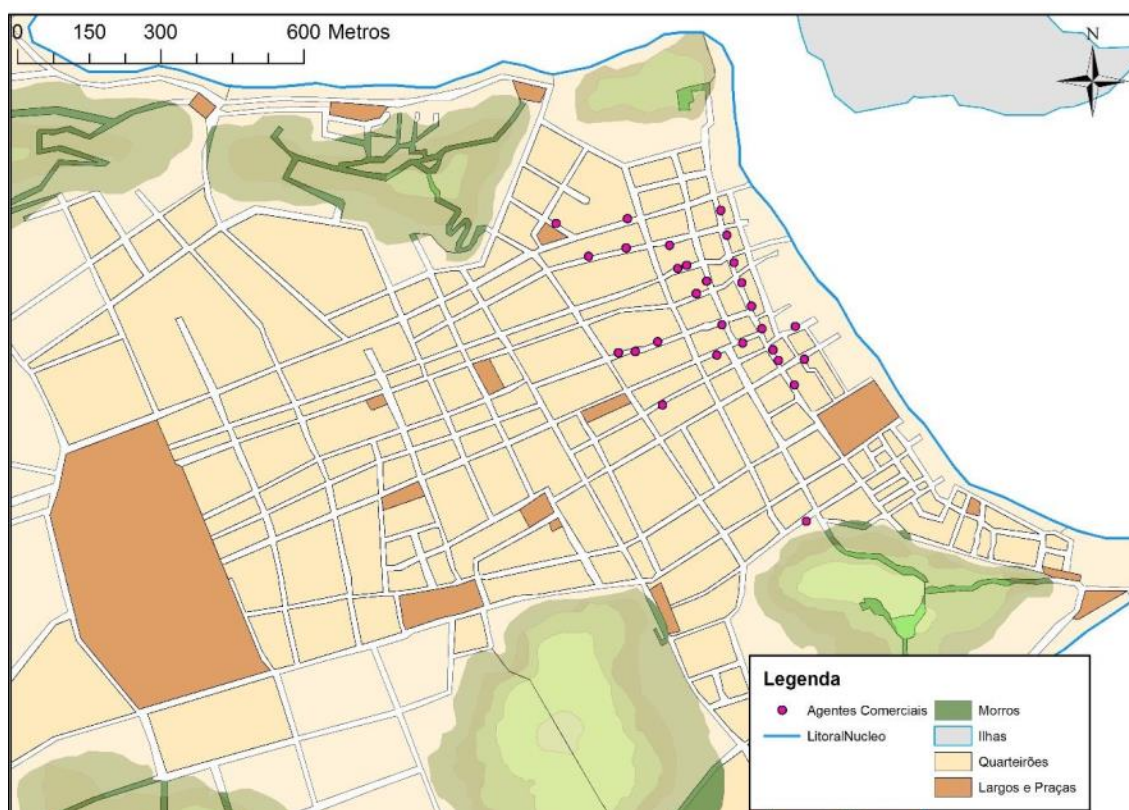 0 150 300 600 Metros
N
Legenda
Agentes Comerciais
LitoralNucleo
Morros
Ilhas
Quarteirões
Largos e Praças